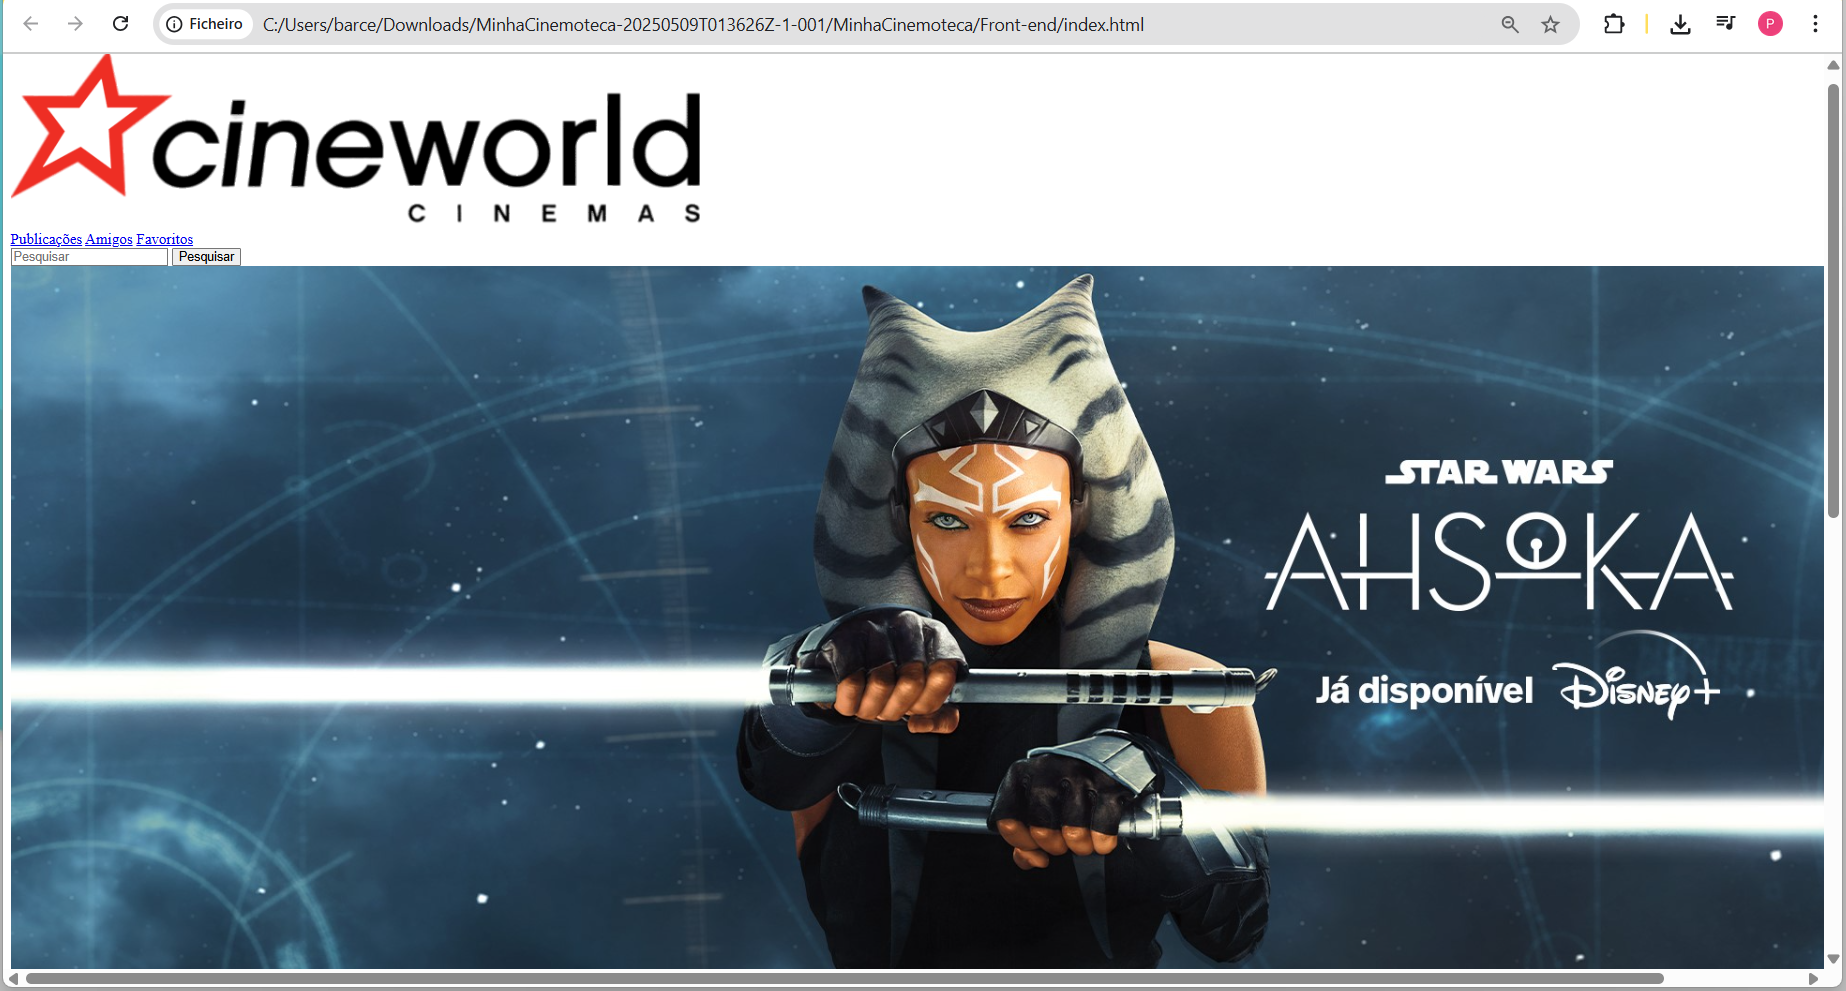 Ficheiro C:/Users/barce/Downloads/MinhaCinemoteca-20250509T013626Z-1-001/MinhaCinemoteca/Front-end/index.html
P
cineworld
CINEMAS
Publicações Amigos Favoritos
Pesquisar Pesquisar
STAR WARS
AHSOKA
Já disponível Disney+